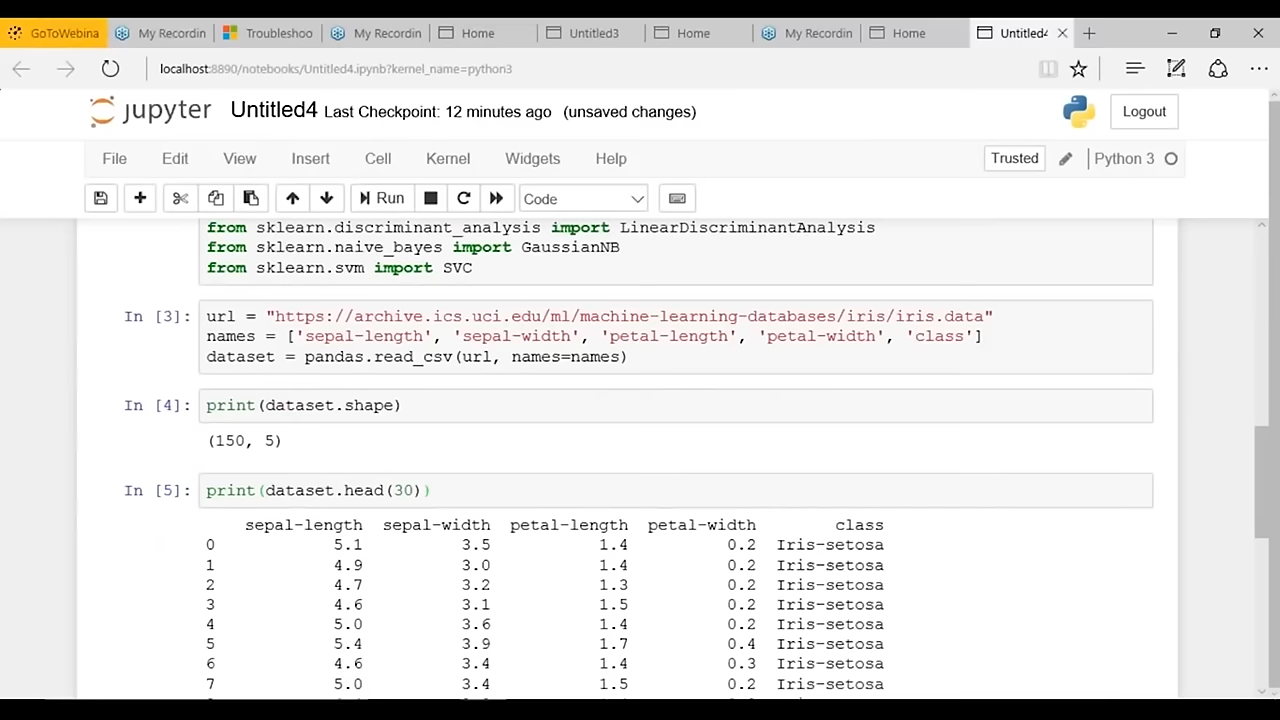 GoToWebina My Recordin Troubleshoo My Recordin Home Untitled3 Home My Recordin Home Untitled4
localhost:8890/notebooks/Untitled4.ipynb?kernel_name=python3
jupyter Untitled4 Last Checkpoint: 12 minutes ago (unsaved changes) Logout
File Edit View Insert Cell Kernel Widgets Help Trusted Python 3
Run Code
from sklearn.discriminant_analysis import LinearDiscriminantAnalysis
from sklearn.naive_bayes import GaussianNB
from sklearn.svm import SVC
In [3]: url = "https://archive.ics.uci.edu/ml/machine-learning-databases/iris/iris.data"
names = ['sepal-length', 'sepal-width', 'petal-length', 'petal-width', 'class']
dataset = pandas.read_csv(url, names=names)
In [4]: print(dataset.shape)
(150, 5)
In [5]: print(dataset.head(30))
sepal-length sepal-width petal-length petal-width class
0 5.1 3.5 1.4 0.2 Iris-setosa
1 4.9 3.0 1.4 0.2 Iris-setosa
2 4.7 3.2 1.3 0.2 Iris-setosa
3 4.6 3.1 1.5 0.2 Iris-setosa
4 5.0 3.6 1.4 0.2 Iris-setosa
5 5.4 3.9 1.7 0.4 Iris-setosa
6 4.6 3.4 1.4 0.3 Iris-setosa
7 5.0 3.4 1.5 0.2 Iris-setosa